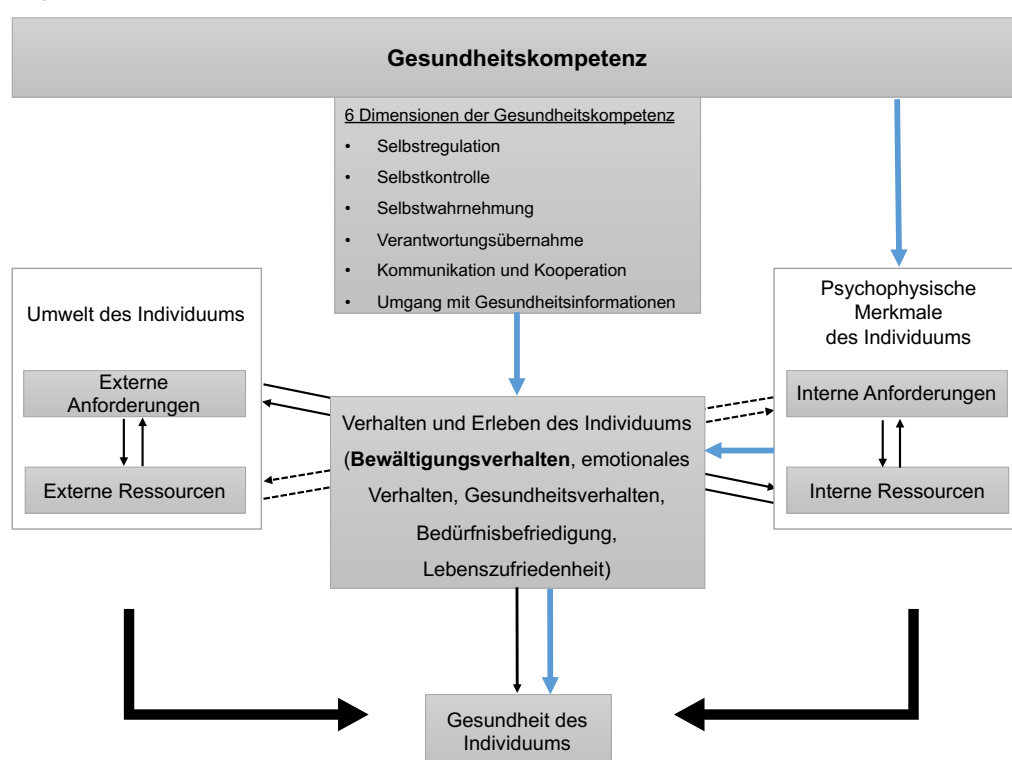 Gesundheitskompetenz
6 Dimensionen der Gesundheitskompetenz
• Selbstregulation
• Selbstkontrolle
• Selbstwahrnehmung
• Verantwortungsübernahme
• Kommunikation und Kooperation
• Umgang mit Gesundheitsinformationen
Umwelt des Individuums
Externe
Anforderungen
Externe Ressourcen
Verhalten und Erleben des Individuums
(Bewältigungsverhalten, emotionales
Verhalten, Gesundheitsverhalten,
Bedürfnisbefriedigung,
Lebenszufriedenheit)
Psychophysische
Merkmale
des Individuums
Interne Anforderungen
Interne Ressourcen
Gesundheit des
Individuums